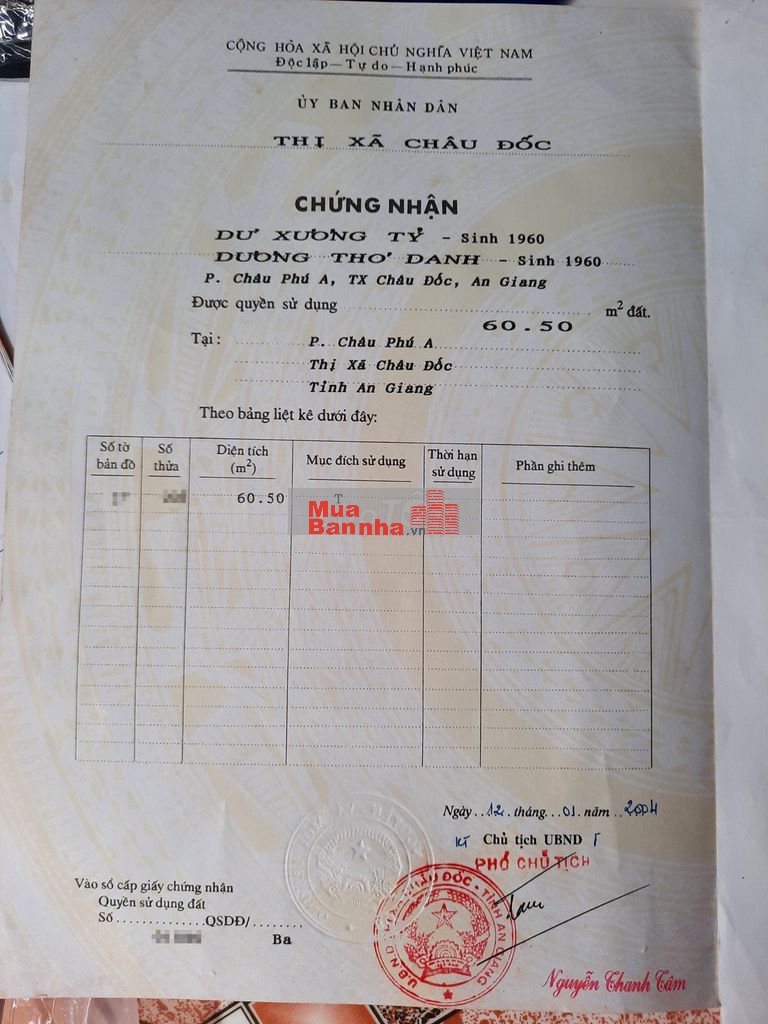 CỘNG HÒA XÃ HỘI CHỦ NGHĨA VIỆT NAM
Độc lập — Tự do — Hạnh phúc
ỦY BAN NHÂN DÂN
THỊ XÃ CHÂU ĐỐC
CHỨNG NHẬN
DƯ XƯƠNG TỶ - Sinh 1960
DƯƠNG THƠ DANH - Sinh 1960
P. Châu Phú A, TX Châu Đốc, An Giang
Được quyền sử dụng 60.50 m² đất.
Tại: P. Châu Phú A
Thị Xã Châu Đốc
Tỉnh An Giang
Theo bảng liệt kê dưới đây:
Số tờ bản đồ Số thửa Diện tích (m²) Mục đích sử dụng Thời hạn sử dụng Phần ghi thêm
60.50 T
Mua
Bannha.vn
Ngày 12 tháng 01 năm 2004
KT Chủ tịch UBND T
PHÓ CHỦ TỊCH
Vào sổ cấp giấy chứng nhận
Quyền sử dụng đất
Số..............QSDĐ/........
Ba
Nguyễn Thanh Tâm